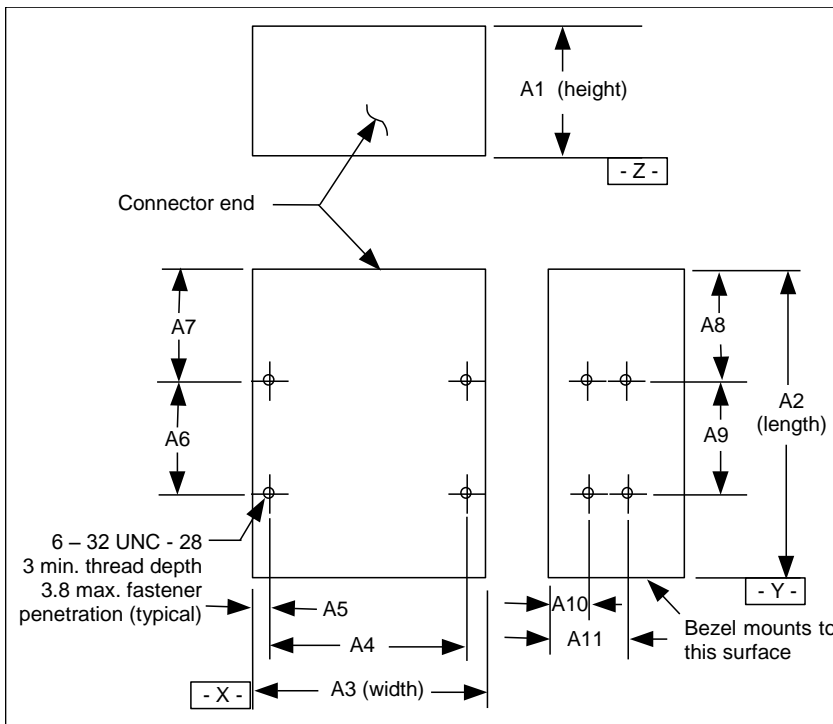 A1 (height)
- Z -
Connector end
A7
A8
A6
A9
A2
(length)
6 – 32 UNC - 28
3 min. thread depth
3.8 max. fastener
penetration (typical)
A5
A10
- Y -
A4
A11
Bezel mounts to
this surface
- X -
A3 (width)